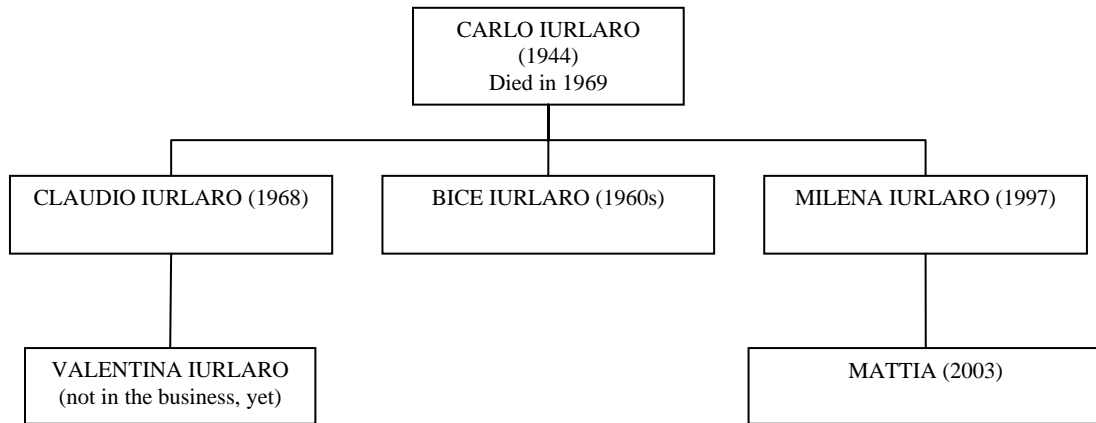 CARLO IURLARO
(1944)
Died in 1969
CLAUDIO IURLARO (1968)
BICE IURLARO (1960s)
MILENA IURLARO (1997)
VALENTINA IURLARO
(not in the business, yet)
MATTIA (2003)